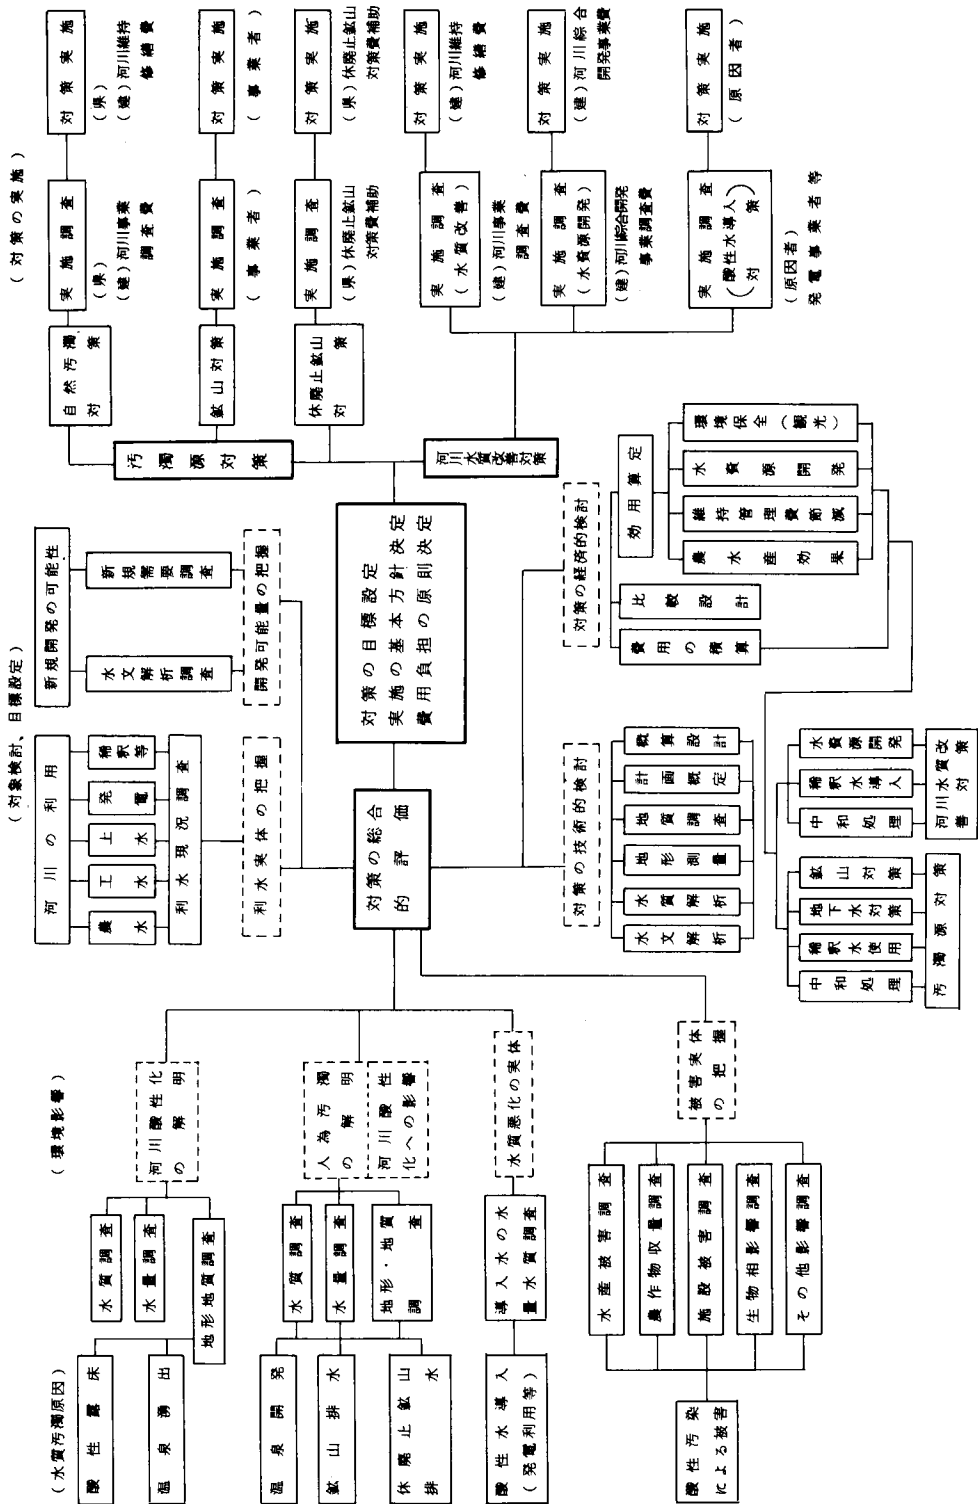 (水質汚濁原因)
酸性露床
温泉湧出
温泉開発
鉱山排水
休廃止鉱山
排水
酸性水導入
(発電利用等)
酸性汚染
による被害
(環境影響)
水質調査
水量調査
地形地質調査
河川酸性化
の解明
水質調査
水量調査
地形・地質
調査
人為汚濁
の解明
河川酸性
化への影響
導入水の水
量水質調査
水質悪化の実体
水産被害調査
農作物収量調査
施設被害調査
生物相影響調査
その他影響調査
被害実体
の把握
(対象検討、目標設定)
河川の利用
農水
工水
上水
発電
稀釈等
利水現況調査
利水実体の把握
新規開発の可能性
水文解析調査
新規需要調査
開発可能量の把握
対策の総合
的評価
対策の目標設定
実施の基本方針決定
費用負担の原則決定
対策の技術的検討
水文解析
水質解析
地形測量
地質調査
計画概定
概算設計
対策の経済的検討
費用の積算
比較設計
効用算定
農水産効果
維持管理費節減
水資源開発
環境保全(観光)
中和処理
稀釈水使用
地下水対策
鉱山対策
汚濁源対策
中和処理
稀釈水導入
水資源開発
河川水質改
善対策
(対策の実施)
汚濁源対策
河川水質改善対策
自然汚濁
対策
鉱山対策
休廃止鉱山
対策
実施調査
(県)
(建)河川事業
調査費
実施調査
(事業者)
実施調査
(県)休廃止鉱山
対策費補助
実施調査
(水質改善)
(建)河川事業
調査費
実施調査
(水資源開発)
(建)河川綜合開発
事業調査費
実施調査
(酸性水導入
対策)
(原因者)
発電事業者等
対策実施
(県)
(建)河川維持
修繕費
対策実施
(事業者)
対策実施
(県)休廃止鉱山
対策費補助
対策実施
(建)河川維持
修繕費
対策実施
(建)河川綜合
開発事業費
対策実施
(原因者)